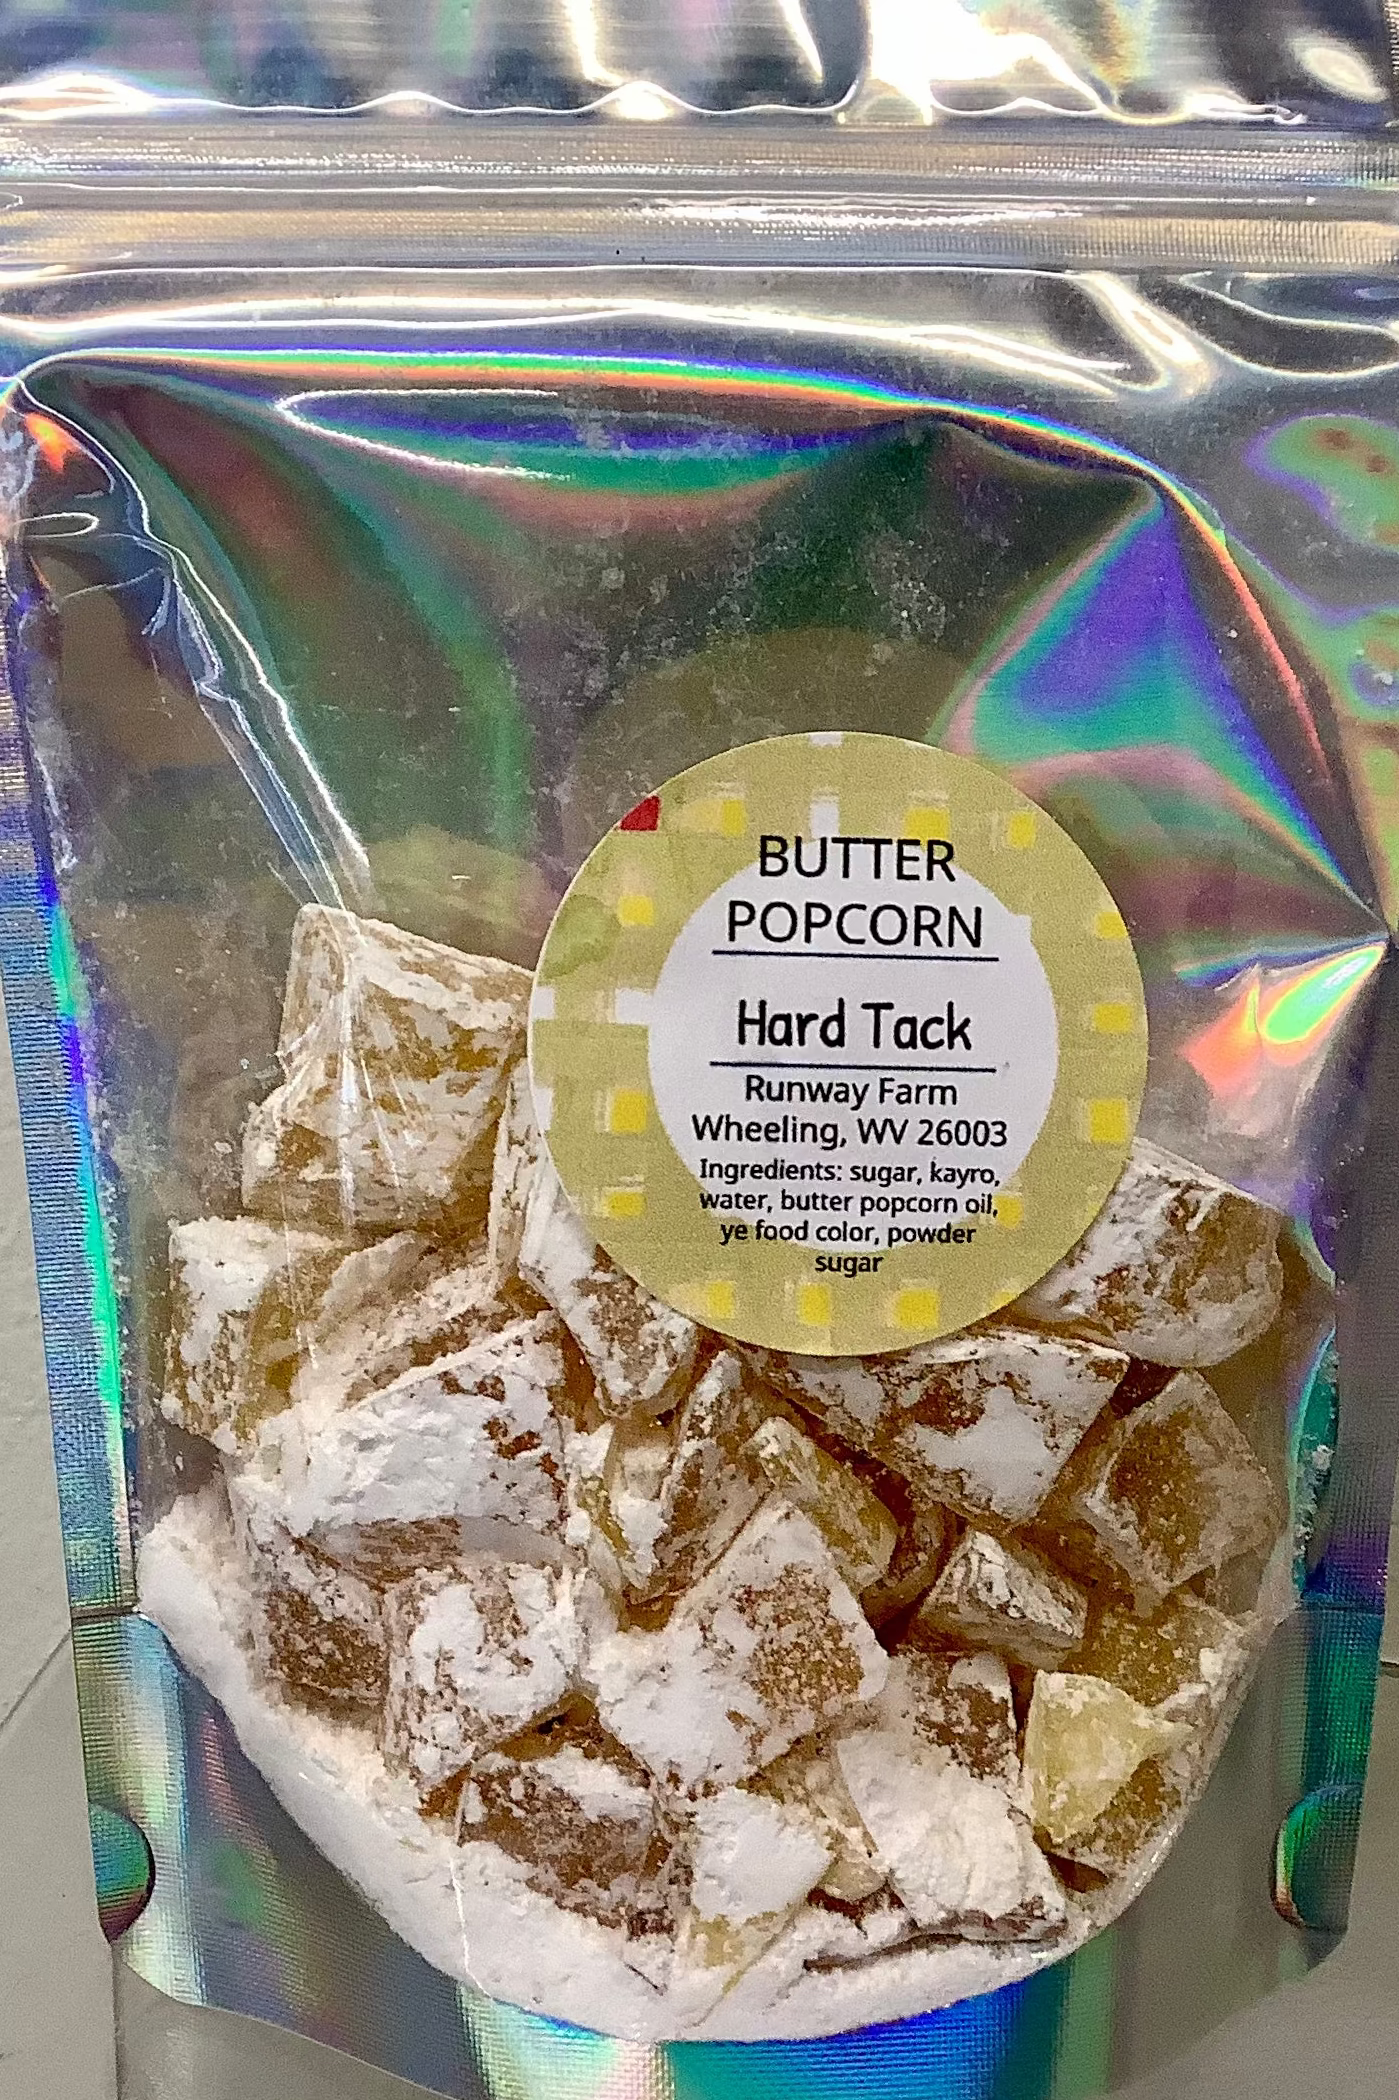 BUTTER
POPCORN
Hard Tack
Runway Farm
Wheeling, WV 26003
Ingredients: sugar, kayro,
water, butter popcorn oil,
ye food color, powder
sugar